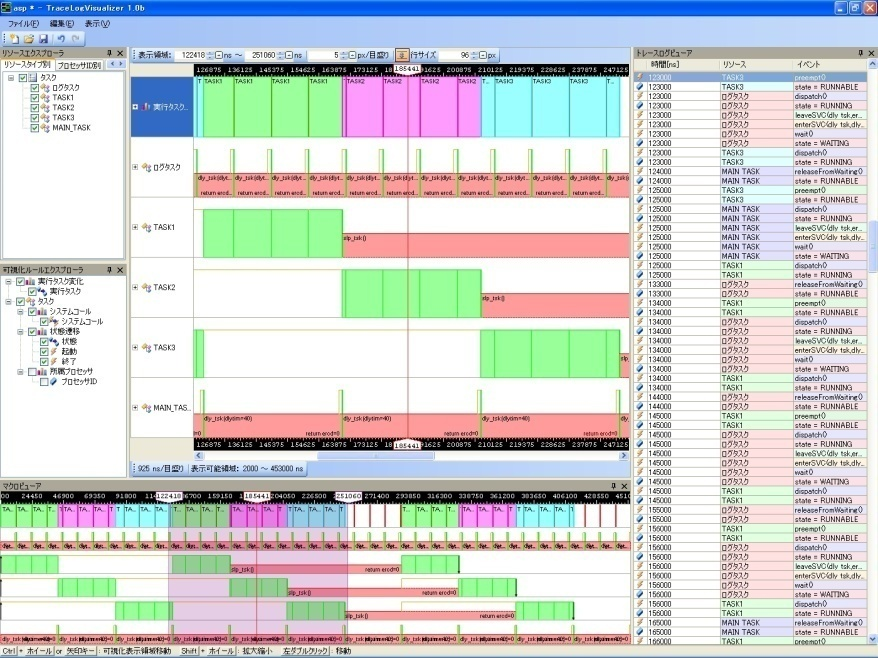 asp * - TraceLogVisualizer 1.0b
ファイル(F) 編集(E) 表示(V)
リソースエクスプローラ
リソースタイプ別 プロセッサID別
タスク
ログタスク
TASK1
TASK2
TASK3
MAIN_TASK
可視化ルールエクスプローラ
実行タスク変化
実行タスク
タスク
システムコール
システムコール
状態遷移
状態
起動
終了
所属プロセッサ
プロセッサID
表示領域: 122418 ns ～ 251060 ns 5 px/目盛り 行サイズ 96 px
126875 136125 145375 154625 163875 173125 185441 191625 200875 210125 219375 228625 237875 247125
実行タスク...
TASK1 TASK1 TASK1 TASK1 TASK2 TASK2 TASK2 TASK2 TASK3 TASK3 TASK3 TASK3
ログタスク
return ercd...
TASK1
slp_tsk()
TASK2
slp_tsk()
TASK3
MAIN_TAS...
dly_tsk(dlytim=40) dly_tsk(dlytim=40) dly_tsk(dlytim=40)
return ercd=0 return ercd=0
126875 136125 145375 154625 163875 173125 185441 191625 200875 210125 219375 228625 237875 247125
925 ns/目盛り 表示可能領域: 2000 ～ 453000 ns
トレースログビューア
時間[ns] リソース イベント
123000 TASK3 preempt()
123000 TASK3 state = RUNNABLE
123000 ログタスク dispatch()
123000 ログタスク state = RUNNING
123000 ログタスク leaveSVC(dly_tsk,er...
123000 ログタスク enterSVC(dly_tsk,dly...
123000 ログタスク wait()
123000 ログタスク state = WAITING
123000 TASK3 dispatch()
123000 TASK3 state = RUNNING
124000 MAIN_TASK releaseFromWaiting()
124000 MAIN_TASK state = RUNNABLE
125000 TASK3 preempt()
125000 TASK3 state = RUNNABLE
125000 MAIN_TASK dispatch()
125000 MAIN_TASK state = RUNNING
125000 MAIN_TASK leaveSVC(dly_tsk,er...
125000 MAIN_TASK enterSVC(dly_tsk,dly...
125000 MAIN_TASK wait()
125000 MAIN_TASK state = WAITING
125000 TASK1 dispatch()
125000 TASK1 state = RUNNING
133000 ログタスク releaseFromWaiting()
133000 ログタスク state = RUNNABLE
134000 TASK1 preempt()
134000 TASK1 state = RUNNABLE
134000 ログタスク dispatch()
134000 ログタスク state = RUNNING
134000 ログタスク leaveSVC(dly_tsk,er...
134000 ログタスク enterSVC(dly_tsk,dly...
134000 ログタスク wait()
134000 ログタスク state = WAITING
134000 TASK1 dispatch()
134000 TASK1 state = RUNNING
144000 ログタスク releaseFromWaiting()
144000 ログタスク state = RUNNABLE
145000 TASK1 preempt()
145000 TASK1 state = RUNNABLE
145000 ログタスク dispatch()
145000 ログタスク state = RUNNING
145000 ログタスク leaveSVC(dly_tsk,er...
145000 ログタスク enterSVC(dly_tsk,dly...
145000 ログタスク wait()
145000 ログタスク state = WAITING
145000 TASK1 dispatch()
145000 TASK1 state = RUNNING
155000 ログタスク releaseFromWaiting()
155000 ログタスク state = RUNNABLE
156000 TASK1 preempt()
156000 TASK1 state = RUNNABLE
156000 ログタスク dispatch()
156000 ログタスク state = RUNNING
156000 ログタスク leaveSVC(dly_tsk,er...
156000 ログタスク enterSVC(dly_tsk,dly...
156000 ログタスク wait()
156000 ログタスク state = WAITING
156000 TASK1 dispatch()
156000 TASK1 state = RUNNING
165000 MAIN_TASK releaseFromWaiting()
165000 MAIN_TASK state = RUNNABLE
166000 TASK1 preempt()
マクロビューア
24450 46900 69350 91800 122418 159150 185441 204050 226500 251060 271400 293850 316300 338750 361200 383650 406100 428550
slp_tsk() return ercd=0
slp_tsk() return ercd=0
slp_tsk() return ercd=0
Ctrl + ホイール or 矢印キー : 可視化表示領域移動 Shift + ホイール : 拡大縮小 左ダブルクリック : 移動